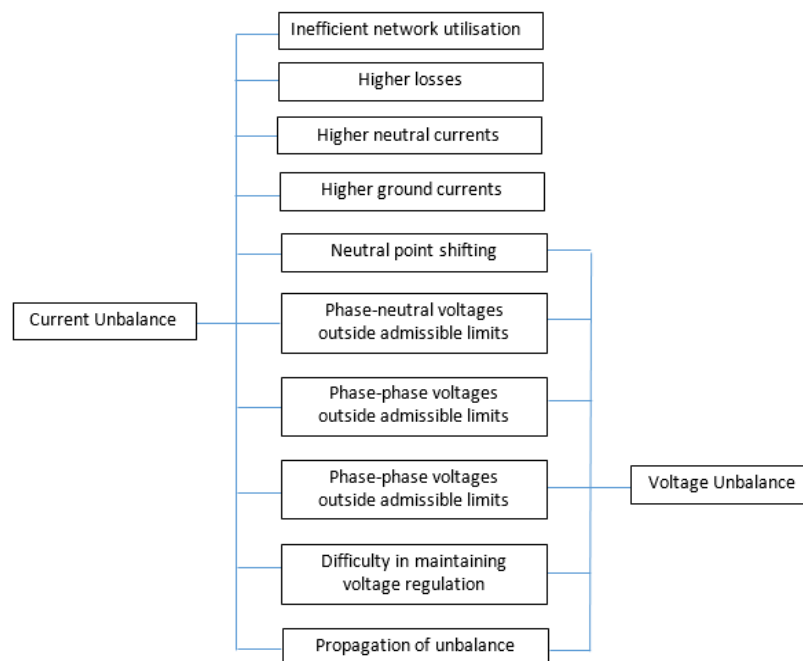 Inefficient network utilisation
Higher losses
Higher neutral currents
Higher ground currents
Neutral point shifting
Current Unbalance
Phase-neutral voltages
outside admissible limits
Phase-phase voltages
outside admissible limits
Phase-phase voltages
outside admissible limits
Voltage Unbalance
Difficulty in maintaining
voltage regulation
Propagation of unbalance